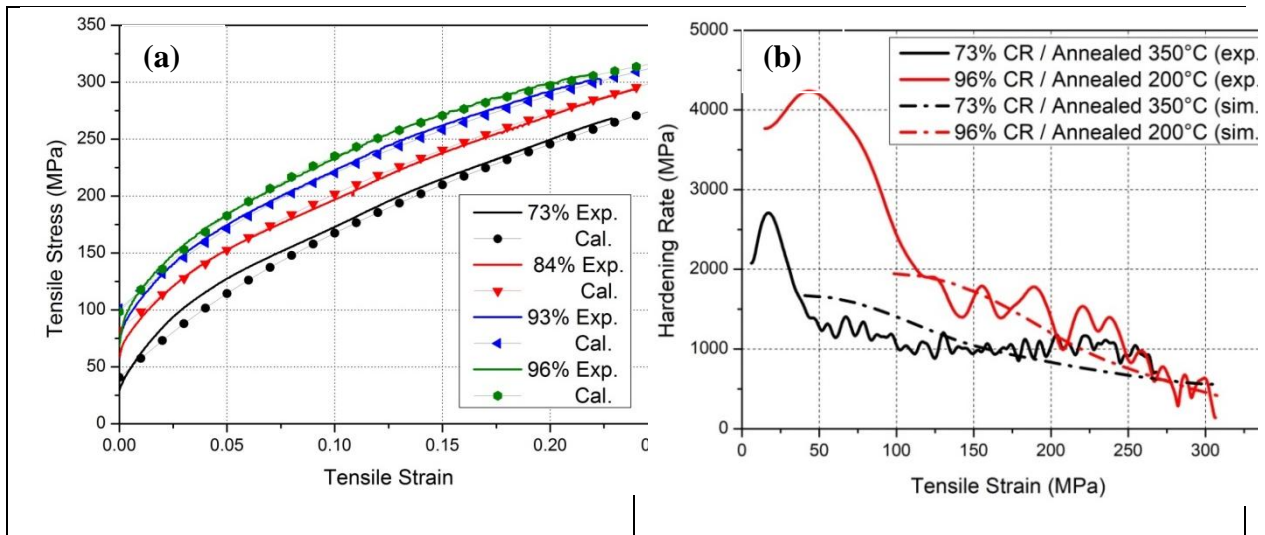 (a)
350
300
250
200
150
100
50
0
Tensile Stress (MPa)
73% Exp.
Cal.
84% Exp.
Cal.
93% Exp.
Cal.
96% Exp.
Cal.
0.00 0.05 0.10 0.15 0.20 0
Tensile Strain
(b)
5000
4000
3000
2000
1000
0
Hardening Rate (MPa)
73% CR / Annealed 350°C (exp.
96% CR / Annealed 200°C (exp.
73% CR / Annealed 350°C (sim.
96% CR / Annealed 200°C (sim.
0 50 100 150 200 250 300
Tensile Strain (MPa)